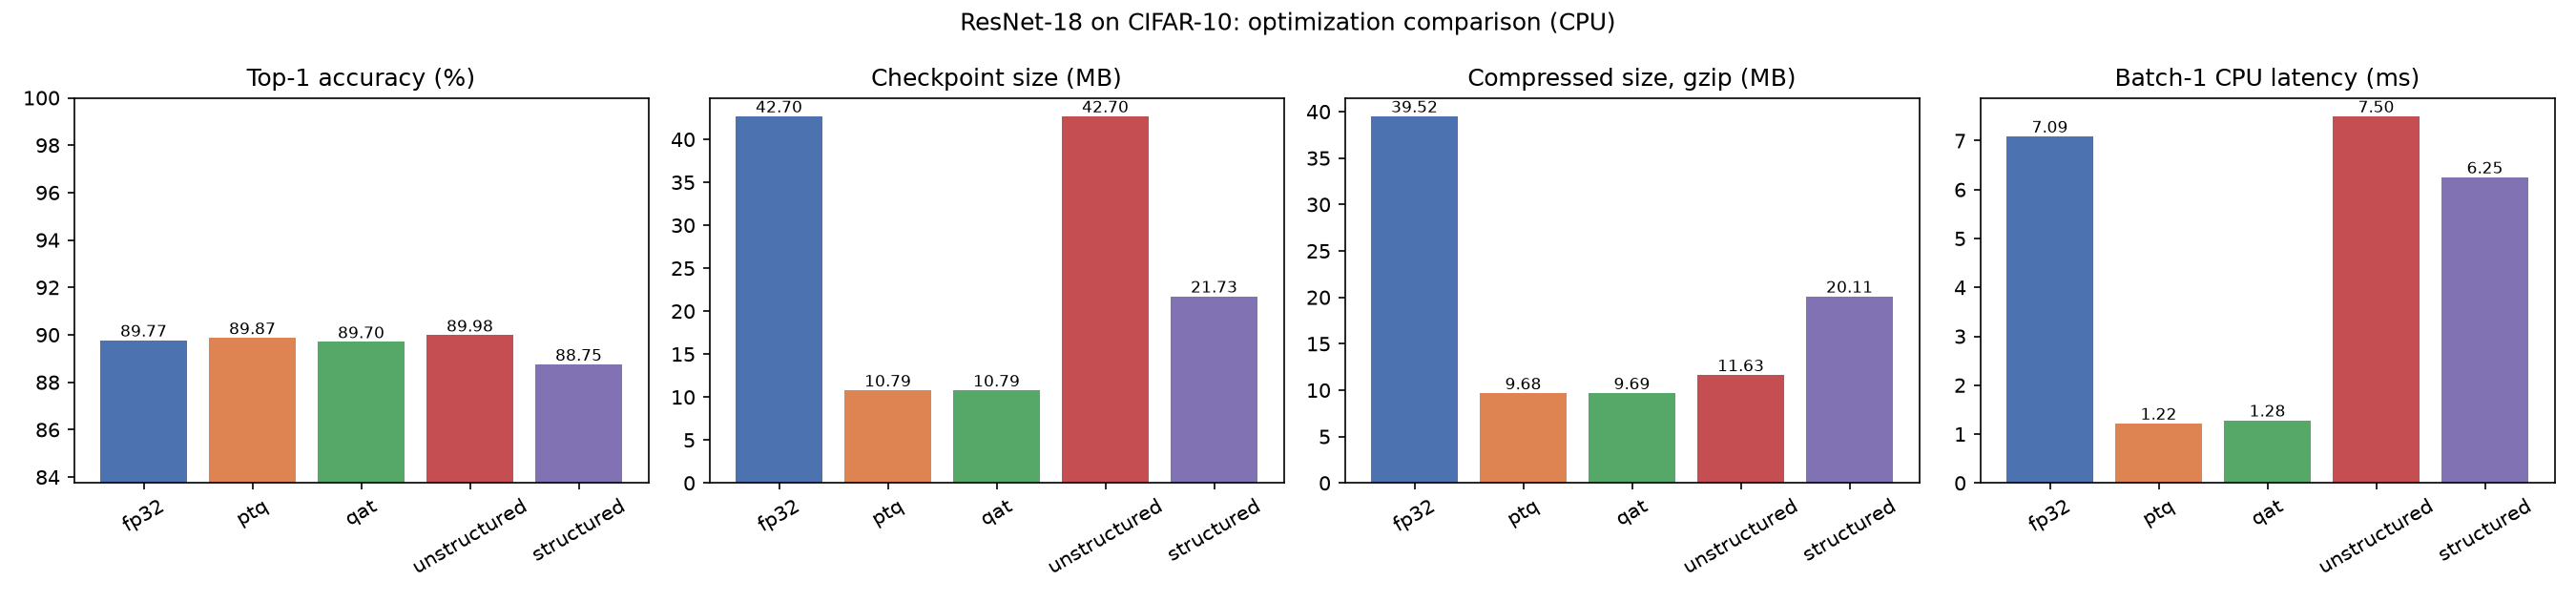 ResNet-18 on CIFAR-10: optimization comparison (CPU)
Top-1 accuracy (%)
100
98
96
94
92
90
88
86
84
89.77
89.87
89.70
89.98
88.75
fp32
ptq
qat
unstructured
structured
Checkpoint size (MB)
40
35
30
25
20
15
10
5
0
42.70
10.79
10.79
42.70
21.73
fp32
ptq
qat
unstructured
structured
Compressed size, gzip (MB)
40
35
30
25
20
15
10
5
0
39.52
9.68
9.69
11.63
20.11
fp32
ptq
qat
unstructured
structured
Batch-1 CPU latency (ms)
7
6
5
4
3
2
1
0
7.09
1.22
1.28
7.50
6.25
fp32
ptq
qat
unstructured
structured